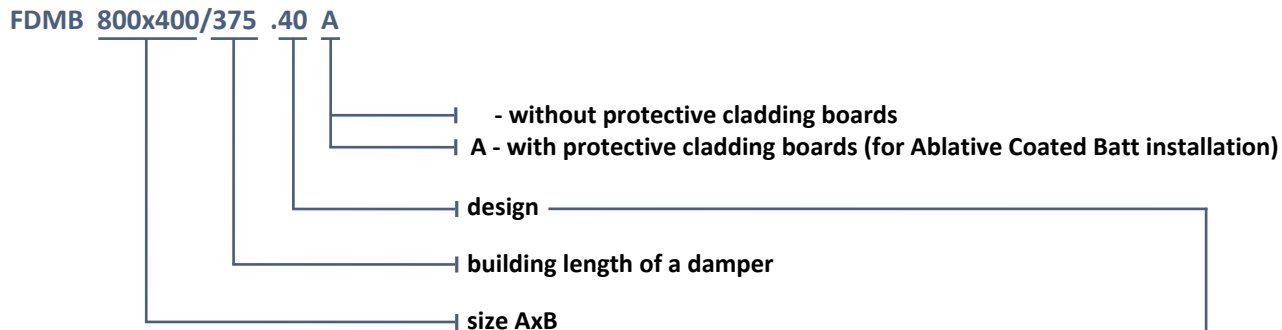 FDMB 800x400/375 .40 A
- without protective cladding boards
A - with protective cladding boards (for Ablative Coated Batt installation)
design
building length of a damper
size AxB